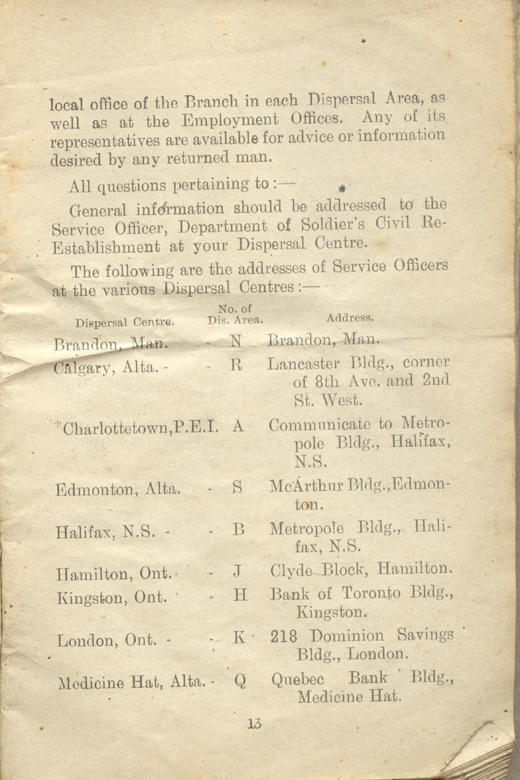 local office of the Branch in each Dispersal Area, as
well as at the Employment Offices. Any of its
representatives are available for advice or information
desired by any returned man.
All questions pertaining to :—
General information should be addressed to the
Service Officer, Department of Soldier's Civil Re-
Establishment at your Dispersal Centre.
The following are the addresses of Service Officers
at the various Dispersal Centres :—
Dispersal Centre. No. of Dis. Area. Address.
Brandon, Man. - N Brandon, Man.
Calgary, Alta. - - R Lancaster Bldg., corner
of 8th Ave. and 2nd
St. West.
*Charlottetown,P.E.I. A Communicate to Metro-
pole Bldg., Halifax,
N.S.
Edmonton, Alta. - S McArthur Bldg.,Edmon-
ton.
Halifax, N.S. - - B Metropole Bldg., Hali-
fax, N.S.
Hamilton, Ont. - J Clyde Block, Hamilton.
Kingston, Ont. - H Bank of Toronto Bldg.,
Kingston.
London, Ont. - - K 218 Dominion Savings
Bldg., London.
Medicine Hat, Alta. - Q Quebec Bank Bldg.,
Medicine Hat.
13